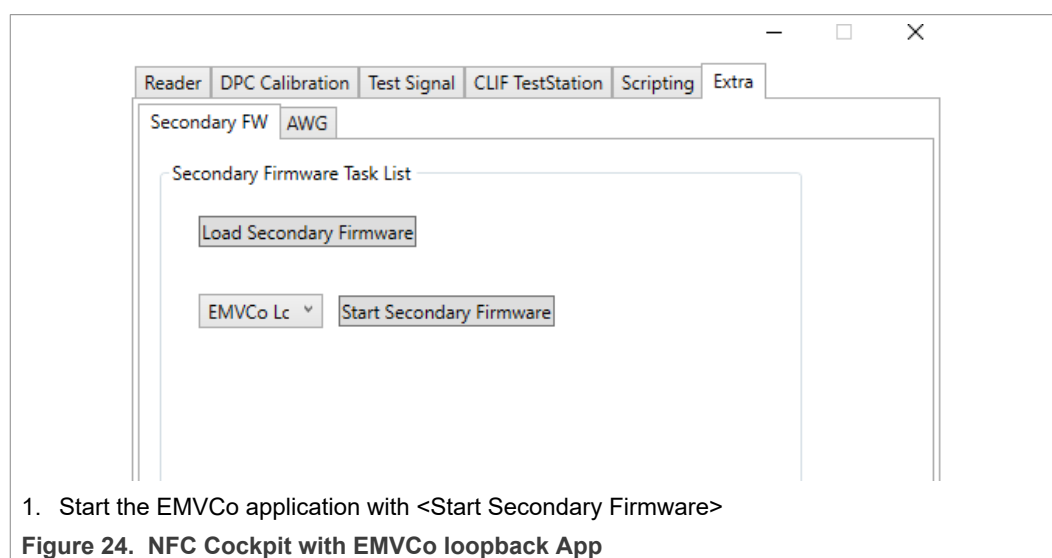 Reader DPC Calibration Test Signal CLIF TestStation Scripting Extra
Secondary FW AWG
Secondary Firmware Task List
Load Secondary Firmware
EMVCo Lc Start Secondary Firmware
1. Start the EMVCo application with <Start Secondary Firmware>
Figure 24. NFC Cockpit with EMVCo loopback App